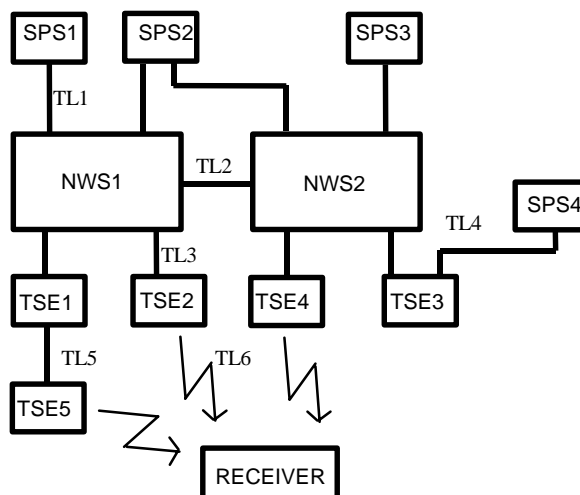 SPS1
SPS2
SPS3
TL1
TL2
NWS1
NWS2
SPS4
TL4
TL3
TSE1
TSE2
TSE4
TSE3
TL5
TL6
TSE5
RECEIVER